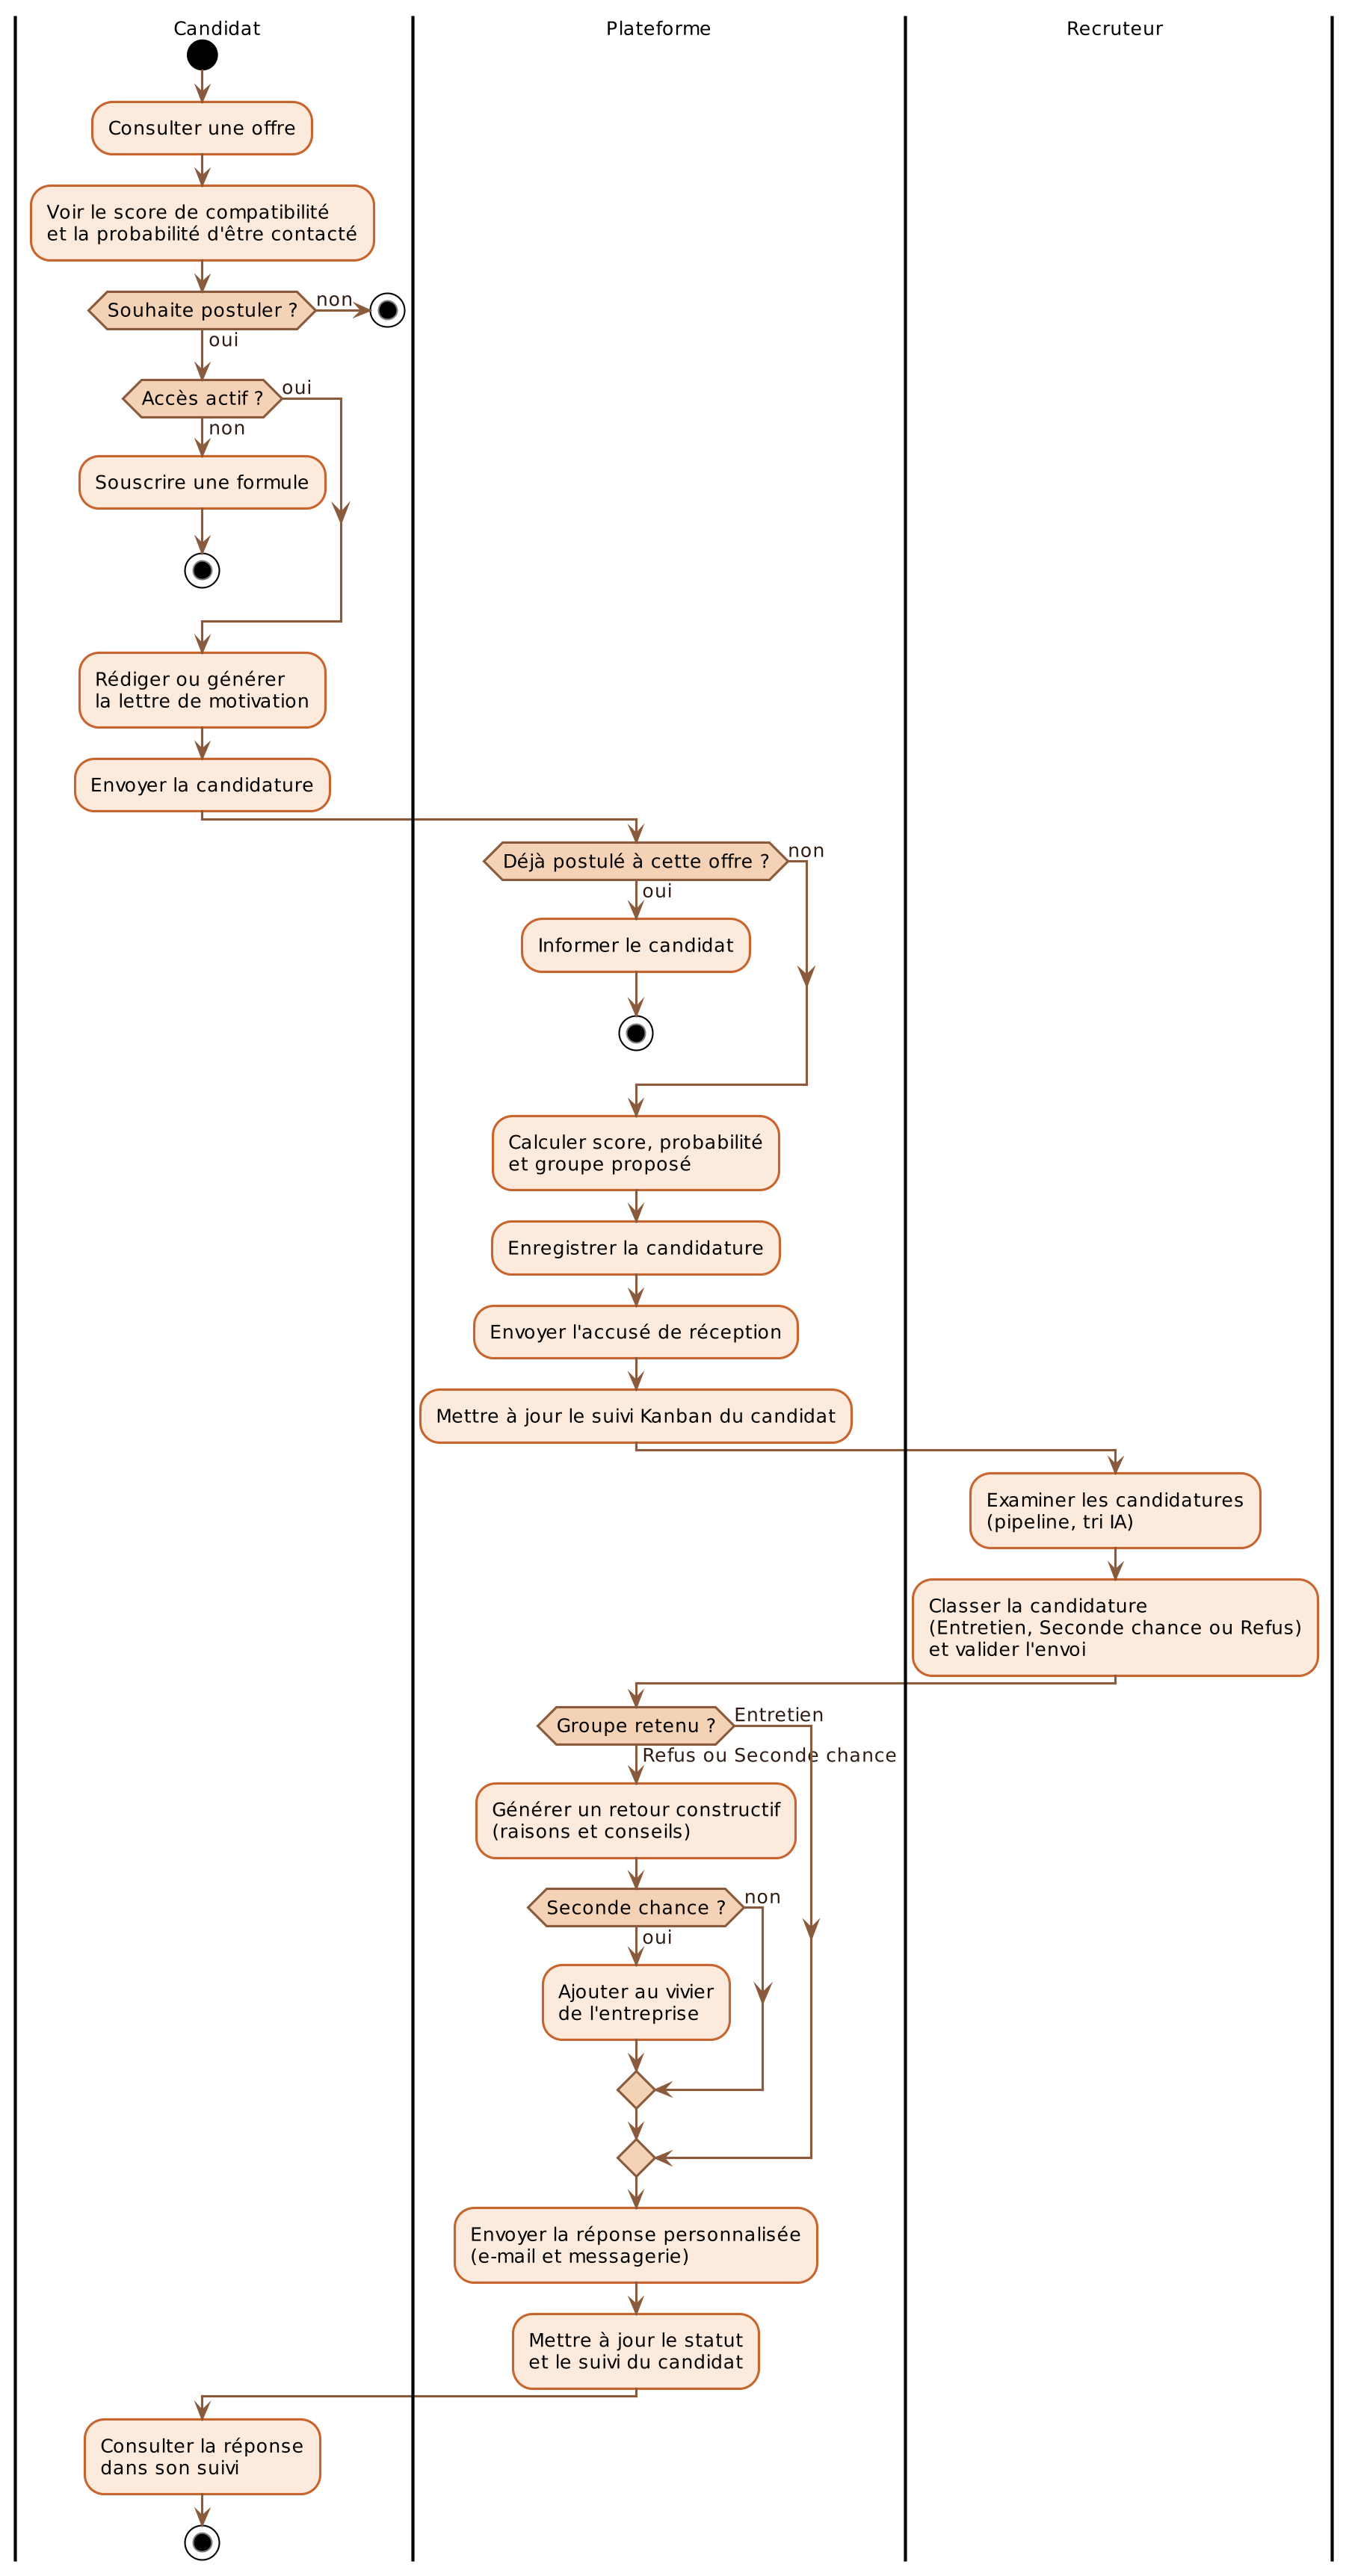 Candidat
Plateforme
Recruteur
Consulter une offre
Voir le score de compatibilité
et la probabilité d'être contacté
Souhaite postuler ?
non
oui
Accès actif ?
oui
non
Souscrire une formule
Rédiger ou générer
la lettre de motivation
Envoyer la candidature
Déjà postulé à cette offre ?
non
oui
Informer le candidat
Calculer score, probabilité
et groupe proposé
Enregistrer la candidature
Envoyer l'accusé de réception
Mettre à jour le suivi Kanban du candidat
Examiner les candidatures
(pipeline, tri IA)
Classer la candidature
(Entretien, Seconde chance ou Refus)
et valider l'envoi
Groupe retenu ?
Entretien
Refus ou Seconde chance
Générer un retour constructif
(raisons et conseils)
Seconde chance ?
non
oui
Ajouter au vivier
de l'entreprise
Envoyer la réponse personnalisée
(e-mail et messagerie)
Mettre à jour le statut
et le suivi du candidat
Consulter la réponse
dans son suivi